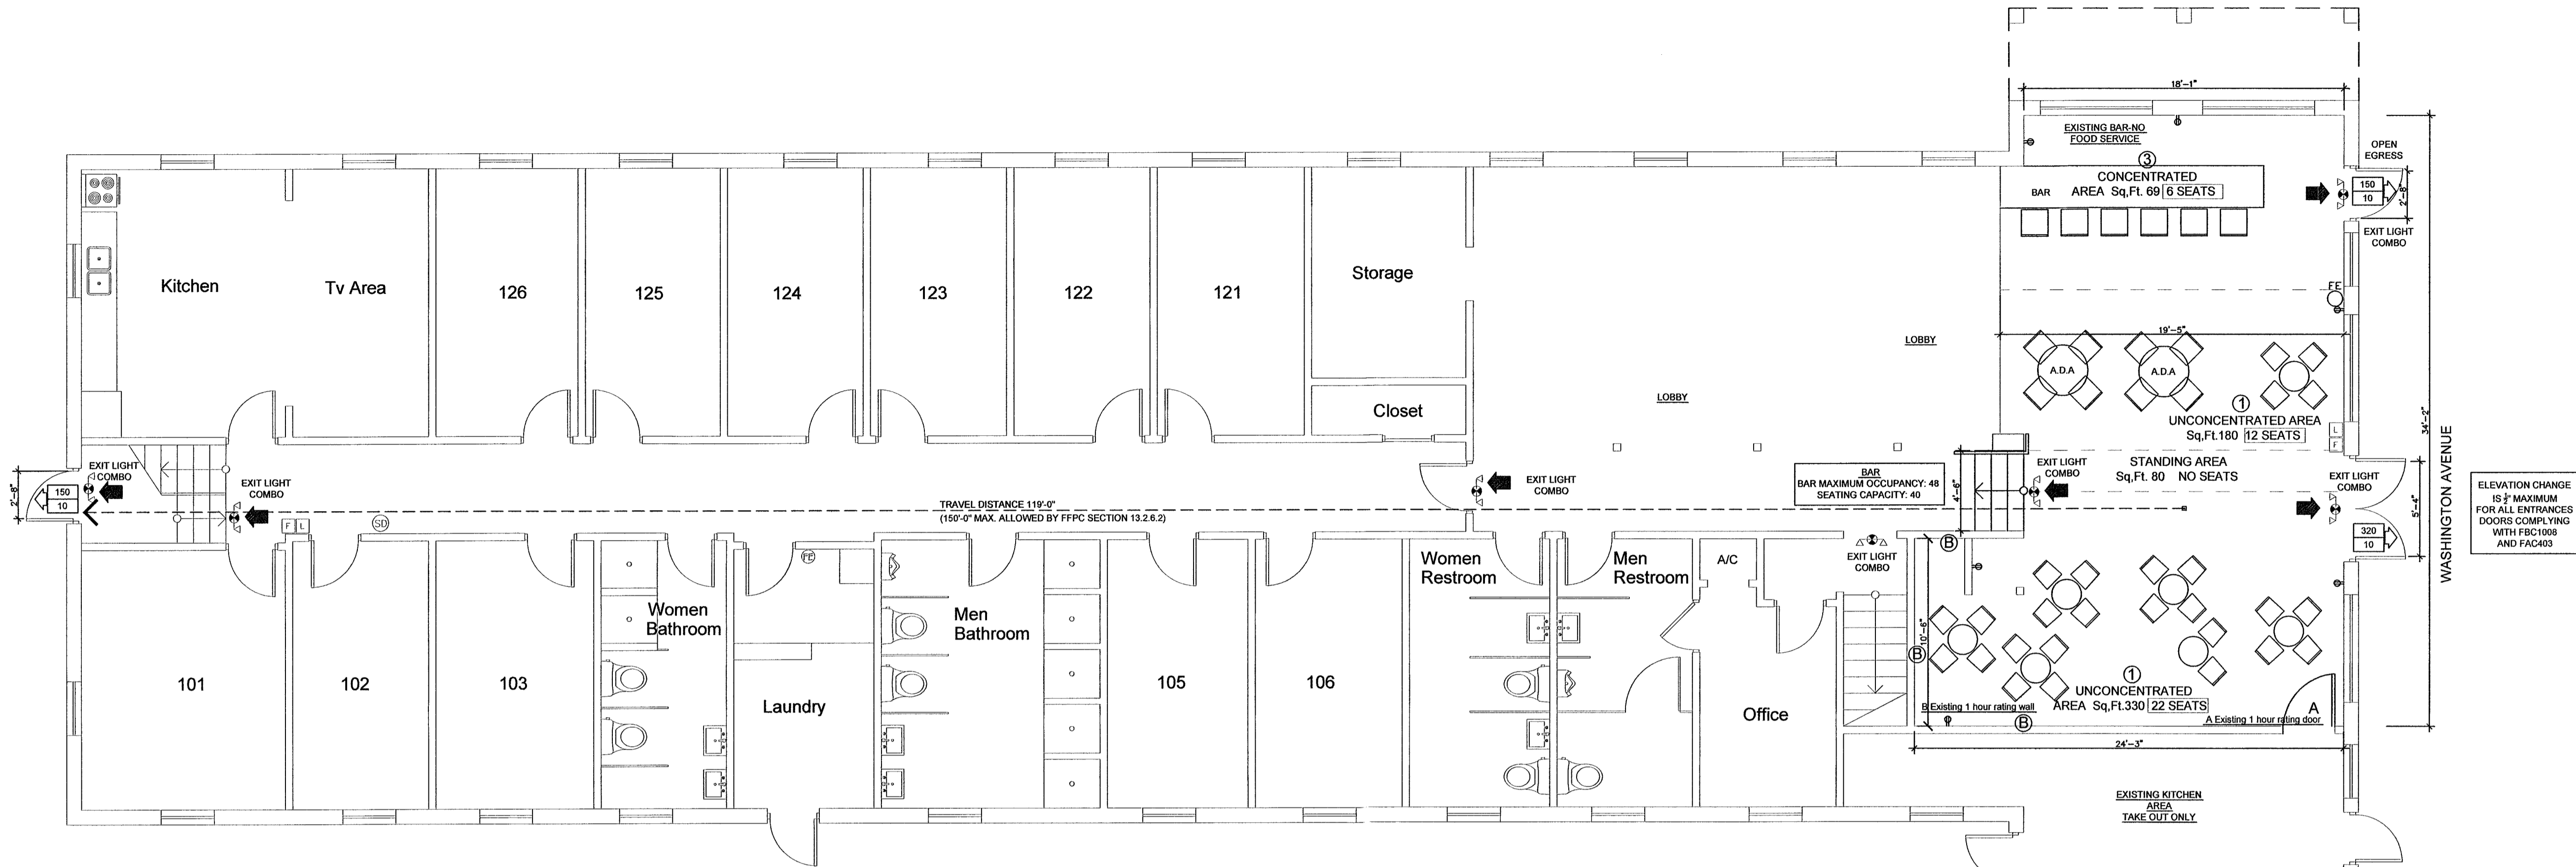 18'-1"
EXISTING BAR-NO
FOOD SERVICE
OPEN
EGRESS
3
CONCENTRATED
AREA Sq,Ft. 69 6 SEATS
BAR
150
10
2'-8"
EXIT LIGHT
COMBO
Kitchen
Tv Area
126
125
124
123
122
121
Storage
Closet
LOBBY
LOBBY
FE
19'-5"
A.D.A
A.D.A
1
UNCONCENTRATED AREA
Sq,Ft.180 12 SEATS
L
F
34'-2"
WASHINGTON AVENUE
STANDING AREA
Sq,Ft. 80 NO SEATS
EXIT LIGHT
COMBO
EXIT LIGHT
COMBO
5'-4"
320
10
ELEVATION CHANGE
IS ½" MAXIMUM
FOR ALL ENTRANCES
DOORS COMPLYING
WITH FBC1008
AND FAC403
BAR
BAR MAXIMUM OCCUPANCY: 48
SEATING CAPACITY: 40
4'-6"
EXIT LIGHT
COMBO
EXIT LIGHT
COMBO
150
10
2'-8"
EXIT LIGHT
COMBO
F L
SD
TRAVEL DISTANCE 119'-0"
(150'-0" MAX. ALLOWED BY FFPC SECTION 13.2.6.2)
EXIT LIGHT
COMBO
FE
101
102
103
Women
Bathroom
Laundry
Men
Bathroom
105
106
Women
Restroom
Men
Restroom
A/C
Office
B
10'-6"
B
1
UNCONCENTRATED
AREA Sq,Ft.330 22 SEATS
B Existing 1 hour rating wall
B
A
A Existing 1 hour rating door
24'-3"
EXISTING KITCHEN
AREA
TAKE OUT ONLY